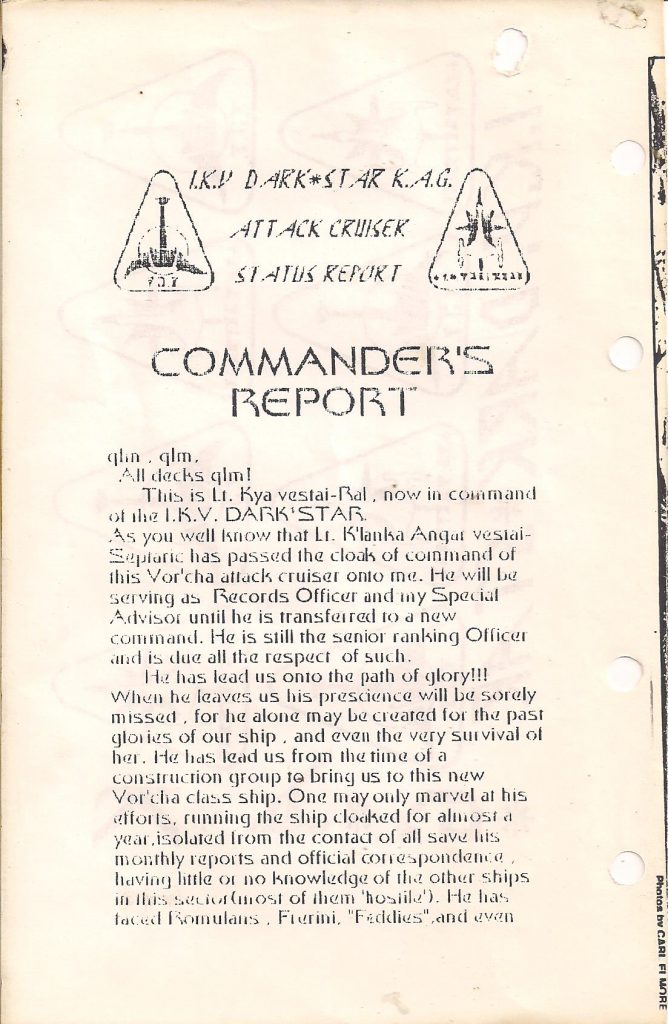 I.K.V DARK*STAR K.A.G.
ATTACK CRUISER
STATUS REPORT
COMMANDER'S
REPORT
qIm , qIm,
All decks qIm!
This is Lt. Kya vestai-Ral , now in command
of the I.K.V. DARK*STAR.
As you well know that Lt. K'lanka Angar vestai-
Septaric has passed the cloak of command of
this Vor'cha attack cruiser onto me. He will be
serving as Records Officer and my Special
Advisor until he is transferred to a new
command. He is still the senior ranking Officer
and is due all the respect of such.
He has lead us onto the path of glory!!!
When he leaves us his prescience will be sorely
missed , for he alone may be created for the past
glories of our ship , and even the very survival of
her. He has lead us from the time of a
construction group to bring us to this new
Vor'cha class ship. One may only marvel at his
efforts, running the ship cloaked for almost a
year,isolated from the contact of all save his
monthly reports and official correspondence ,
having little or no knowledge of the other ships
in this sector(most of them 'hostile'). He has
faced Romulans , "Feddies",and even
Photos by CARL ELMORE